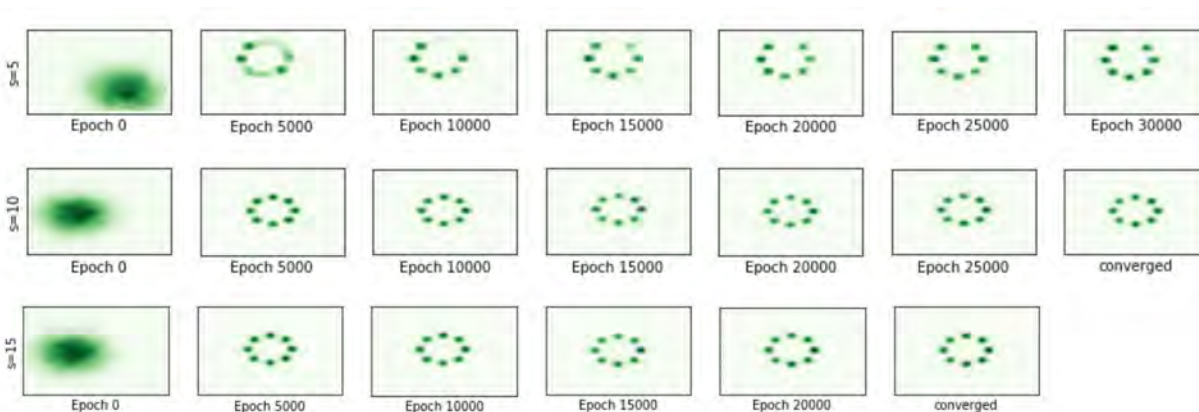 s=5
Epoch 0 Epoch 5000 Epoch 10000 Epoch 15000 Epoch 20000 Epoch 25000 Epoch 30000
s=10
Epoch 0 Epoch 5000 Epoch 10000 Epoch 15000 Epoch 20000 Epoch 25000 converged
s=15
Epoch 0 Epoch 5000 Epoch 10000 Epoch 15000 Epoch 20000 converged